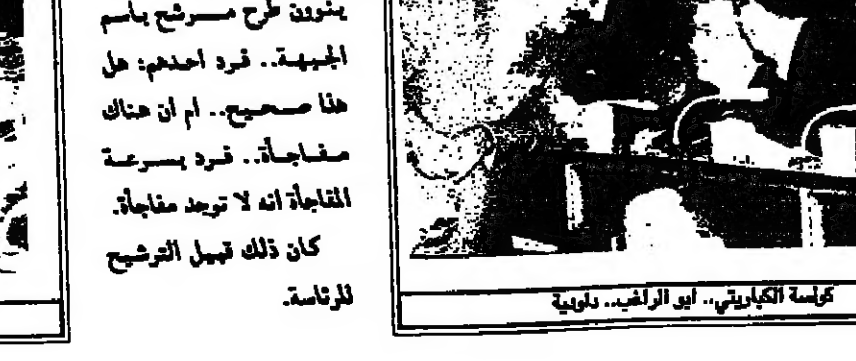 ينوون طرح مرشح باسم
الجبهة.. فرد احدهم: هل
هذا صحيح.. ام ان هناك
مفاجأة.. فرد بسرعة
المفاجأة انه لا توجد مفاجأة.
كان ذلك قبيل الترشيح
للرئاسة.
كولسة الكباريتي.. ابو الراغب.. دلوبية